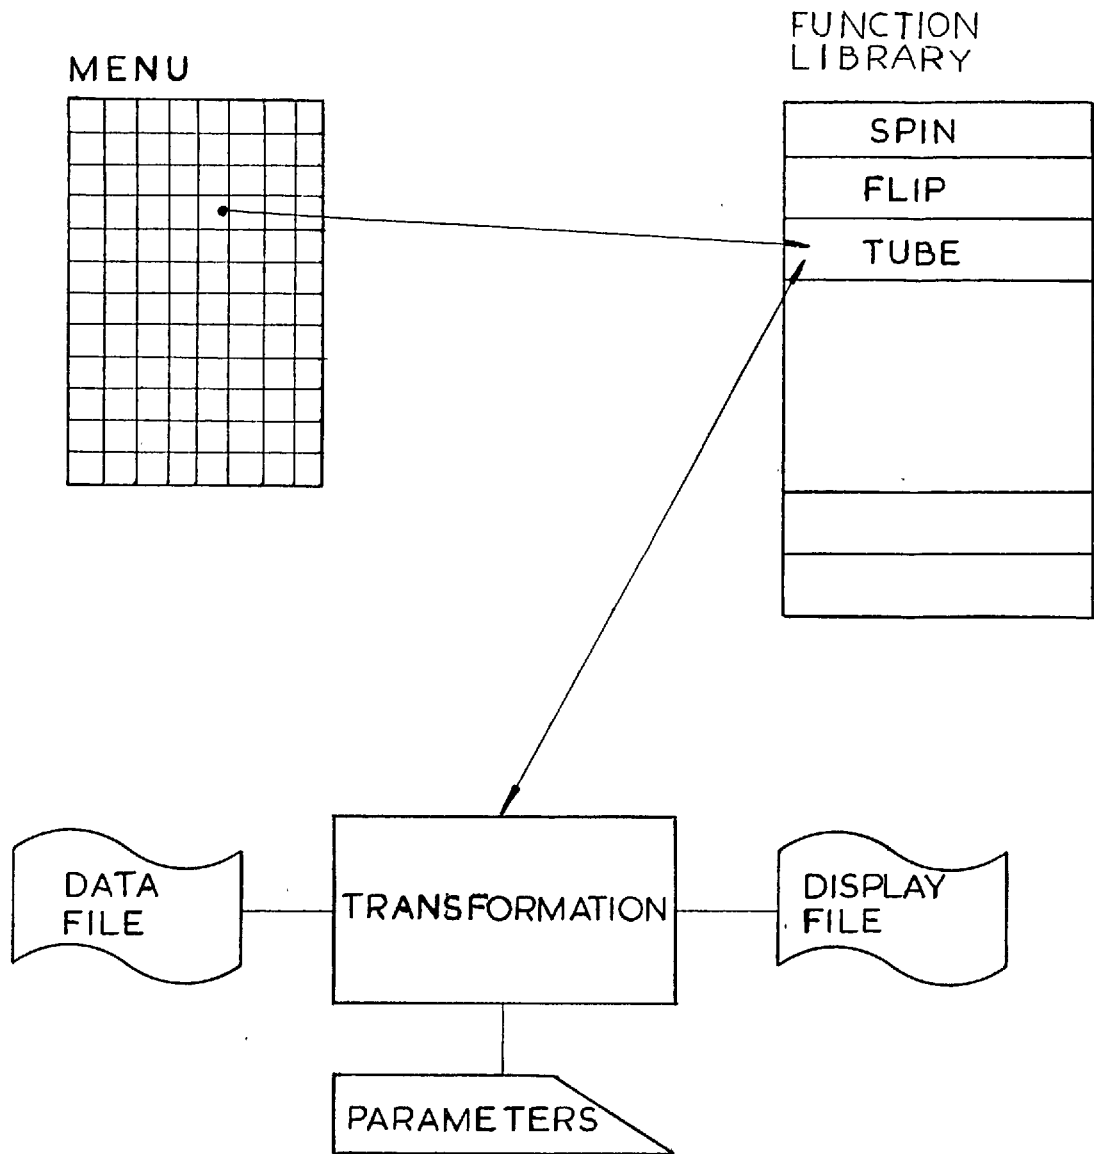 MENU
FUNCTION
LIBRARY
SPIN
FLIP
TUBE
DATA
FILE
TRANSFORMATION
DISPLAY
FILE
PARAMETERS